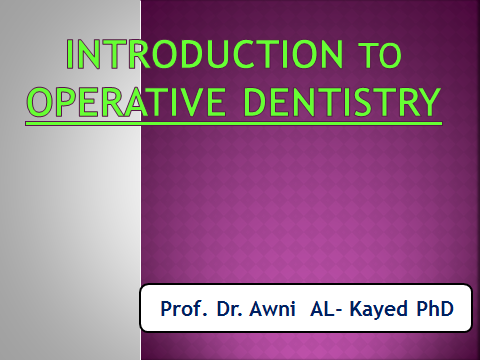 INTRODUCTION TO
OPERATIVE DENTISTRY
Prof. Dr. Awni AL- Kayed PhD